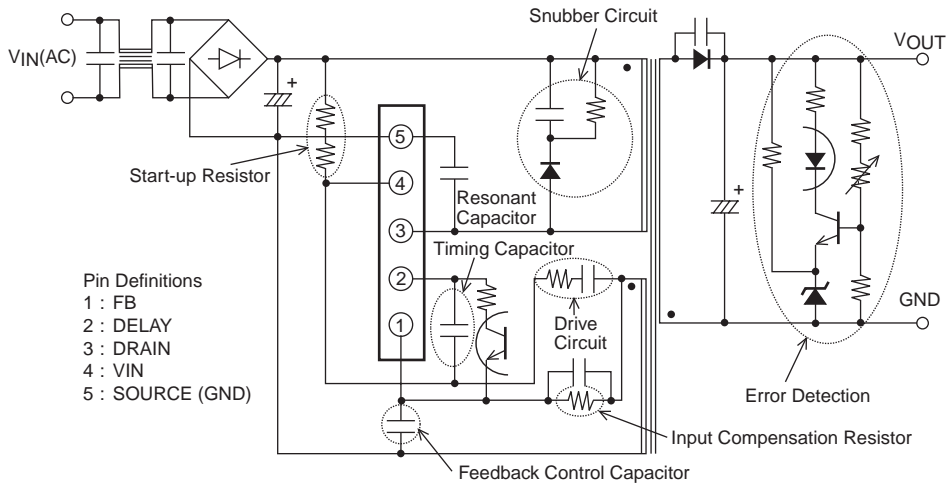 Snubber Circuit
VOUT
VIN(AC)
+
5
Start-up Resistor
4
Resonant
Capacitor
+
3
Timing Capacitor
Pin Definitions
1 : FB
2 : DELAY
3 : DRAIN
4 : VIN
5 : SOURCE (GND)
2
1
Drive
Circuit
GND
Error Detection
Input Compensation Resistor
Feedback Control Capacitor